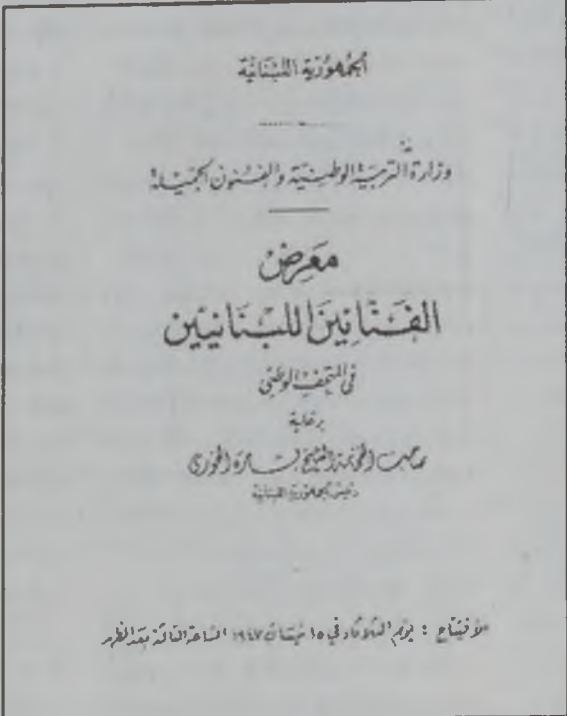 الجمهورية اللبنانية
وزارة التربية الوطنية والفنون الجميلة
معرض
الفنانين اللبنانيين
في المتحف الوطني
برعاية
صاحب الفخامة الشيخ بشارة الخوري
رئيس الجمهورية اللبنانية
الافتتاح : يوم الثلاثاء في ١٥ نيسان ١٩٤٧ الساعة الثالثة بعد الظهر